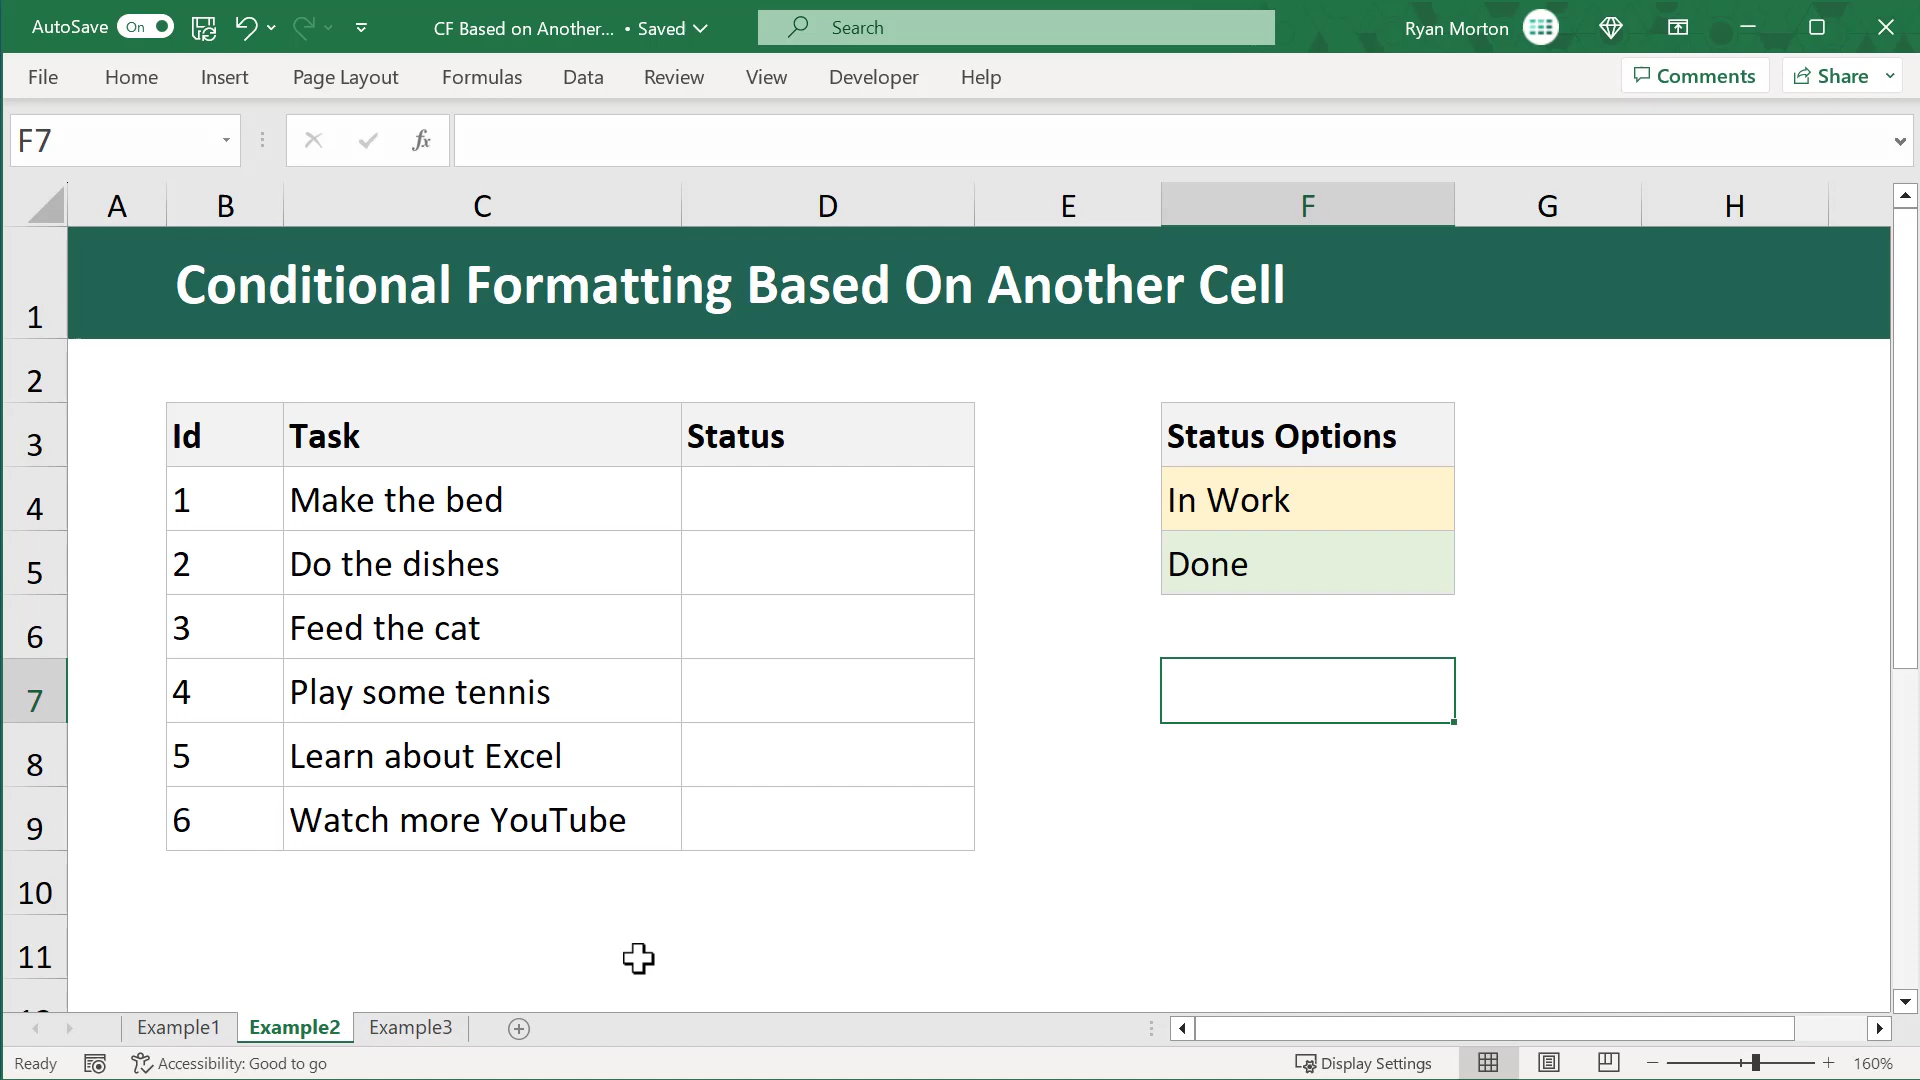 AutoSave On CF Based on Another... • Saved Search Ryan Morton
File Home Insert Page Layout Formulas Data Review View Developer Help Comments Share
F7 fx
A B C D E F G H
1 Conditional Formatting Based On Another Cell
2
3 Id Task Status Status Options
4 1 Make the bed In Work
5 2 Do the dishes Done
6 3 Feed the cat
7 4 Play some tennis
8 5 Learn about Excel
9 6 Watch more YouTube
10
11
Example1 Example2 Example3
Ready Accessibility: Good to go Display Settings 160%